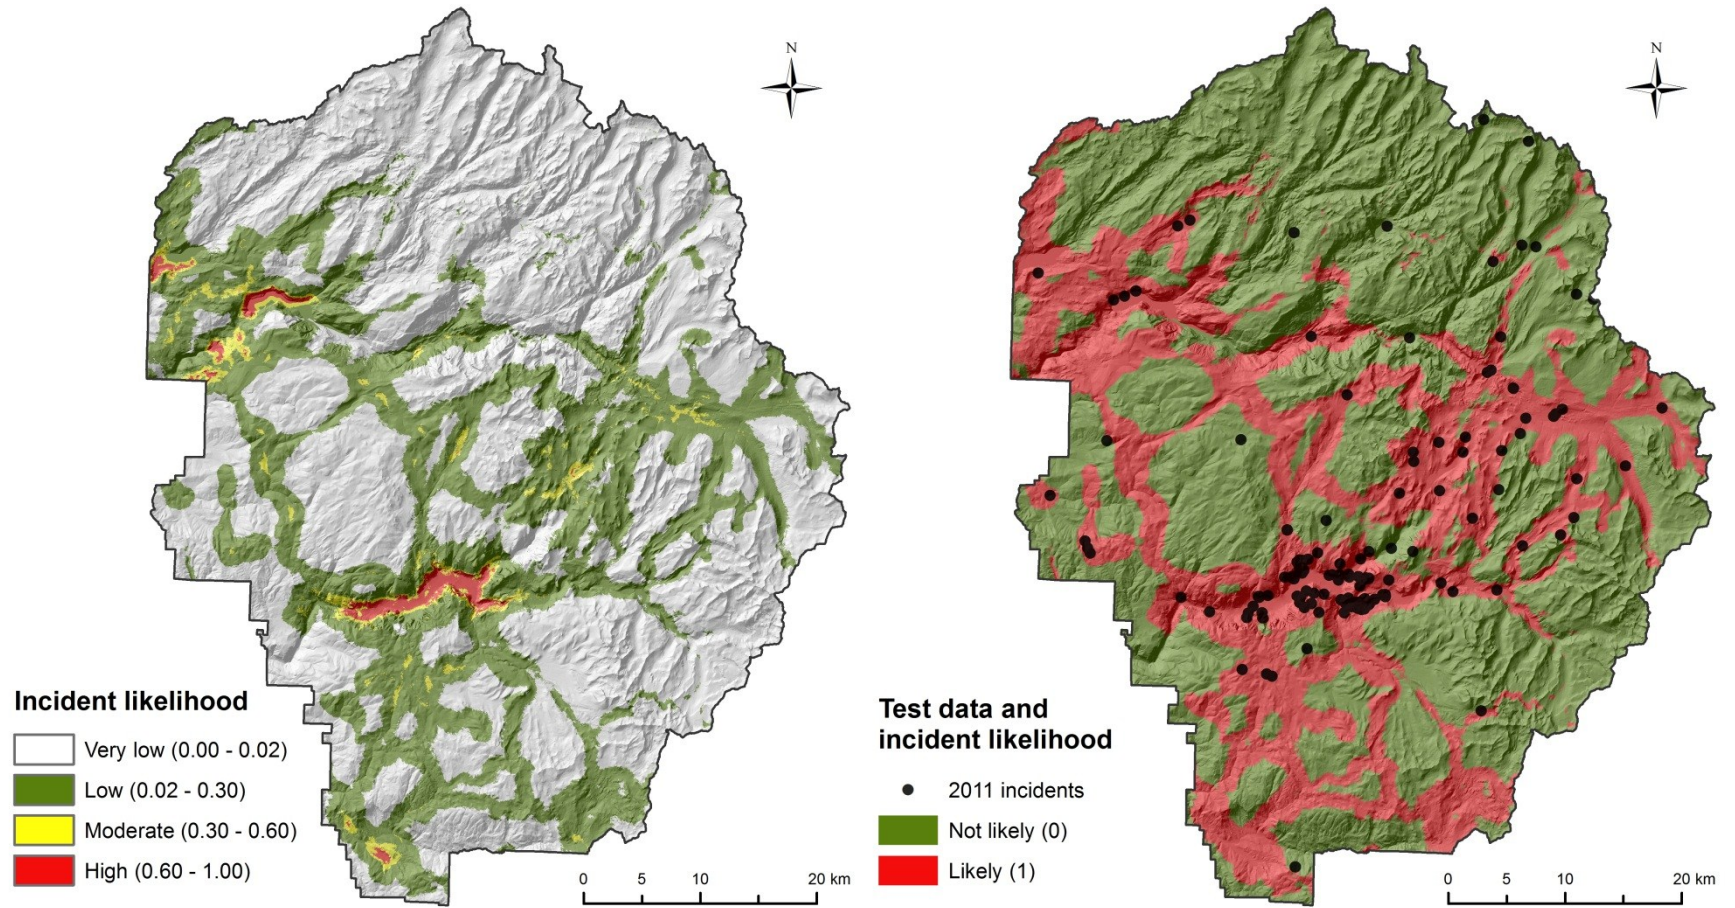 N
Incident likelihood
Very low (0.00 - 0.02)
Low (0.02 - 0.30)
Moderate (0.30 - 0.60)
High (0.60 - 1.00)
0 5 10 20 km
N
Test data and
incident likelihood
2011 incidents
Not likely (0)
Likely (1)
0 5 10 20 km